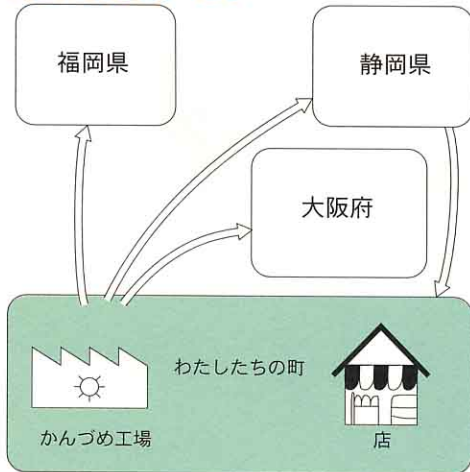 福岡県
静岡県
大阪府
わたしたちの町
かんづめ工場
店